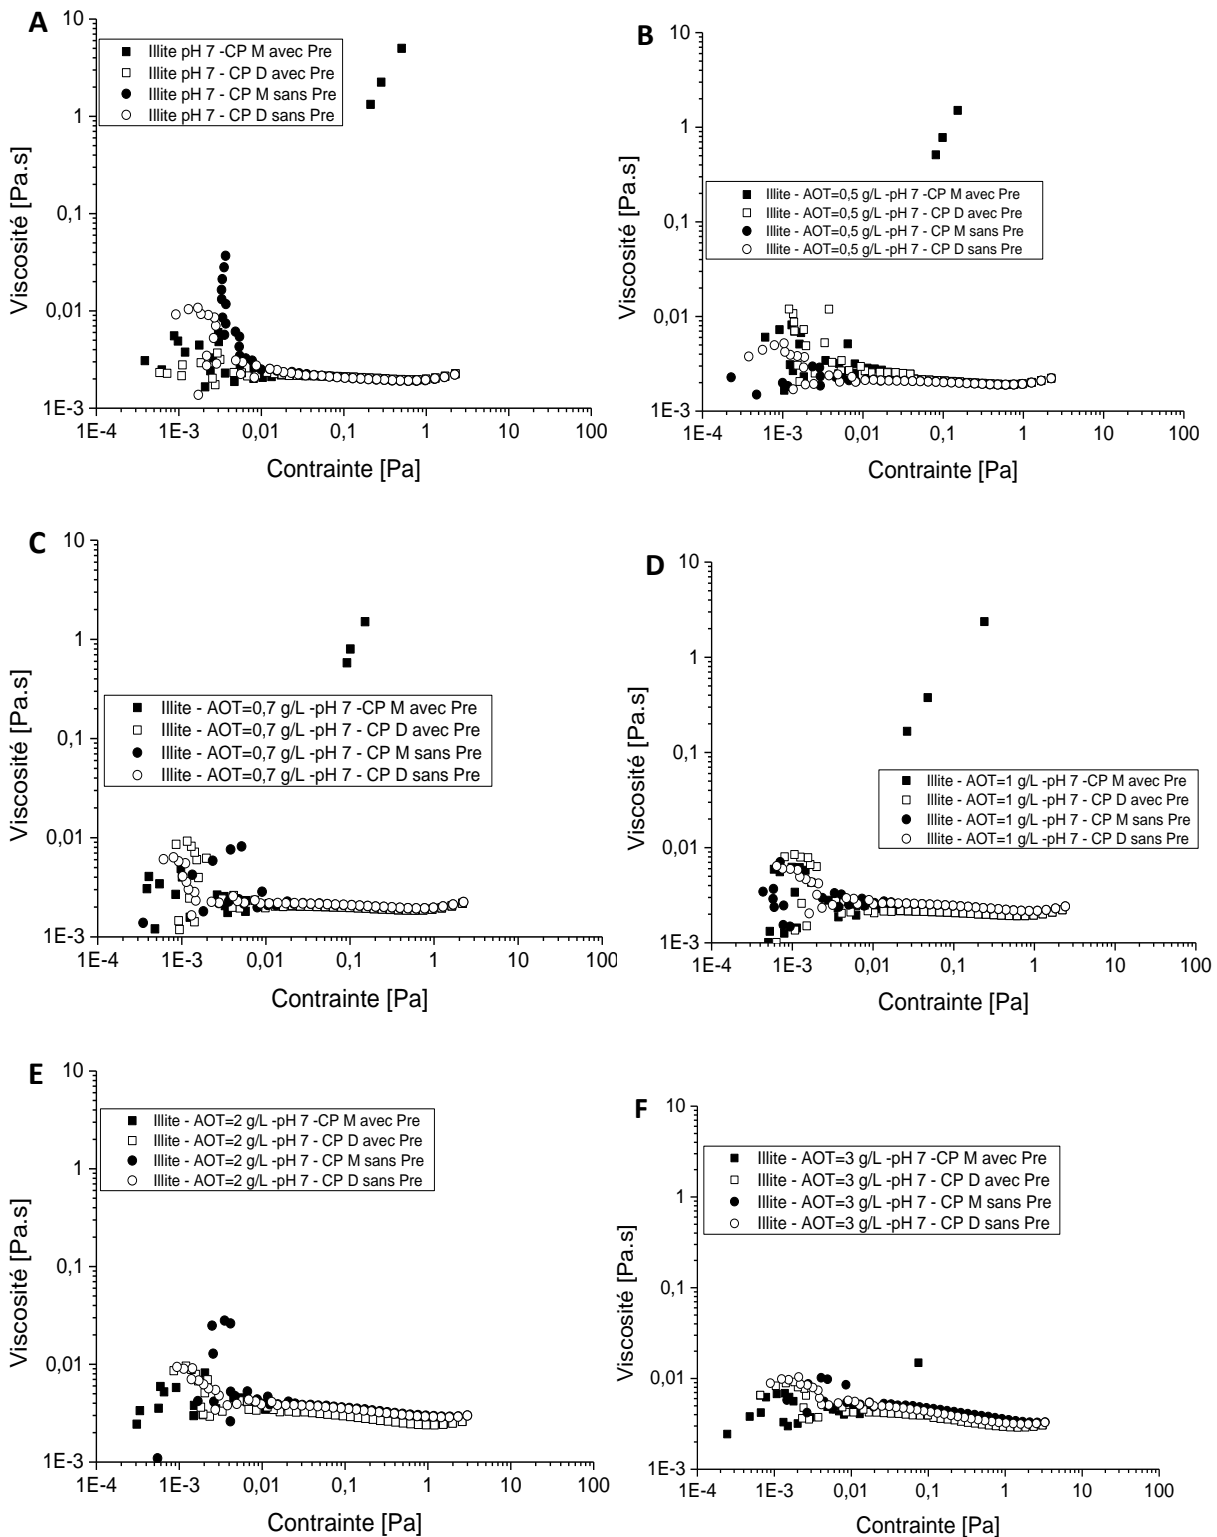 A
10
1
0,1
0,01
1E-3
Viscosité [Pa.s]
Illite pH 7 -CP M avec Pre
Illite pH 7 - CP D avec Pre
Illite pH 7 - CP M sans Pre
Illite pH 7 - CP D sans Pre
1E-4 1E-3 0,01 0,1 1 10 100
Contrainte [Pa]
B
10
1
0,1
0,01
1E-3
Viscosité [Pa.s]
Illite - AOT=0,5 g/L -pH 7 -CP M avec Pre
Illite - AOT=0,5 g/L -pH 7 - CP D avec Pre
Illite - AOT=0,5 g/L -pH 7 - CP M sans Pre
Illite - AOT=0,5 g/L -pH 7 - CP D sans Pre
1E-4 1E-3 0,01 0,1 1 10 100
Contrainte [Pa]
C
10
1
0,1
0,01
1E-3
Viscosité [Pa.s]
Illite - AOT=0,7 g/L -pH 7 -CP M avec Pre
Illite - AOT=0,7 g/L -pH 7 - CP D avec Pre
Illite - AOT=0,7 g/L -pH 7 - CP M sans Pre
Illite - AOT=0,7 g/L -pH 7 - CP D sans Pre
1E-4 1E-3 0,01 0,1 1 10 100
Contrainte [Pa]
D
10
1
0,1
0,01
1E-3
Viscosité [Pa.s]
Illite - AOT=1 g/L -pH 7 -CP M avec Pre
Illite - AOT=1 g/L -pH 7 - CP D avec Pre
Illite - AOT=1 g/L -pH 7 - CP M sans Pre
Illite - AOT=1 g/L -pH 7 - CP D sans Pre
1E-4 1E-3 0,01 0,1 1 10 100
Contrainte [Pa]
E
10
1
0,1
0,01
1E-3
Viscosité [Pa.s]
Illite - AOT=2 g/L -pH 7 -CP M avec Pre
Illite - AOT=2 g/L -pH 7 - CP D avec Pre
Illite - AOT=2 g/L -pH 7 - CP M sans Pre
Illite - AOT=2 g/L -pH 7 - CP D sans Pre
1E-4 1E-3 0,01 0,1 1 10 100
Contrainte [Pa]
F
10
1
0,1
0,01
1E-3
Viscosité [Pa.s]
Illite - AOT=3 g/L -pH 7 -CP M avec Pre
Illite - AOT=3 g/L -pH 7 - CP D avec Pre
Illite - AOT=3 g/L -pH 7 - CP M sans Pre
Illite - AOT=3 g/L -pH 7 - CP D sans Pre
1E-4 1E-3 0,01 0,1 1 10 100
Contrainte [Pa]